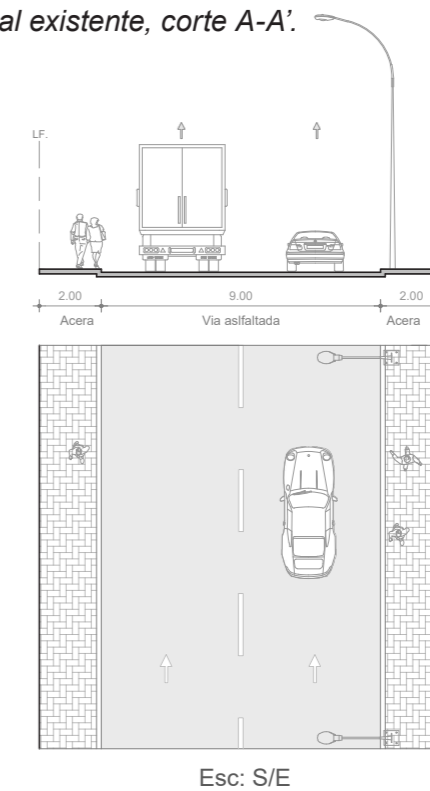 al existente, corte A-A’.
LF.
2.00 9.00 2.00
Acera Via aslfaltada Acera
Esc: S/E